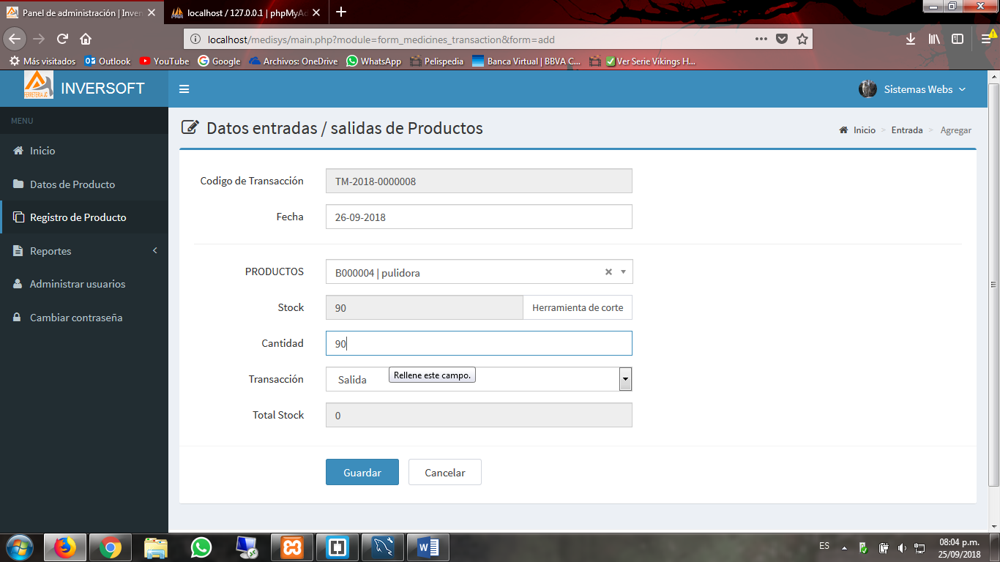 Panel de administración | Inver
localhost / 127.0.0.1 | phpMyAd
localhost/medisys/main.php?module=form_medicines_transaction&form=add
Más visitados Outlook YouTube Google Archivos: OneDrive WhatsApp Pelispedia Banca Virtual | BBVA C... Ver Serie Vikings H...
FERRETERIA JC
INVERSOFT
Sistemas Webs
MENU
Inicio
Datos de Producto
Registro de Producto
Reportes
Administrar usuarios
Cambiar contraseña
Datos entradas / salidas de Productos
Inicio > Entrada > Agregar
Codigo de Transacción TM-2018-0000008
Fecha 26-09-2018
PRODUCTOS B000004 | pulidora
Stock 90 Herramienta de corte
Cantidad 90
Transacción Salida
Rellene este campo.
Total Stock 0
Guardar Cancelar
ES
08:04 p.m.
25/09/2018